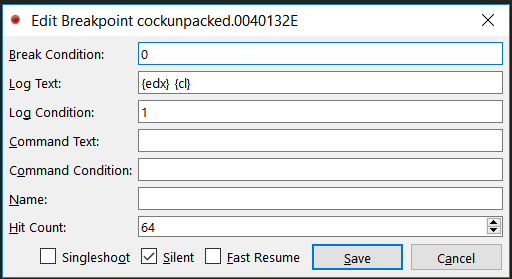 Edit Breakpoint cockunpacked.0040132E
Break Condition: 0
Log Text: {edx} {cl}
Log Condition: 1
Command Text:
Command Condition:
Name:
Hit Count: 64
Singleshoot Silent Fast Resume Save Cancel